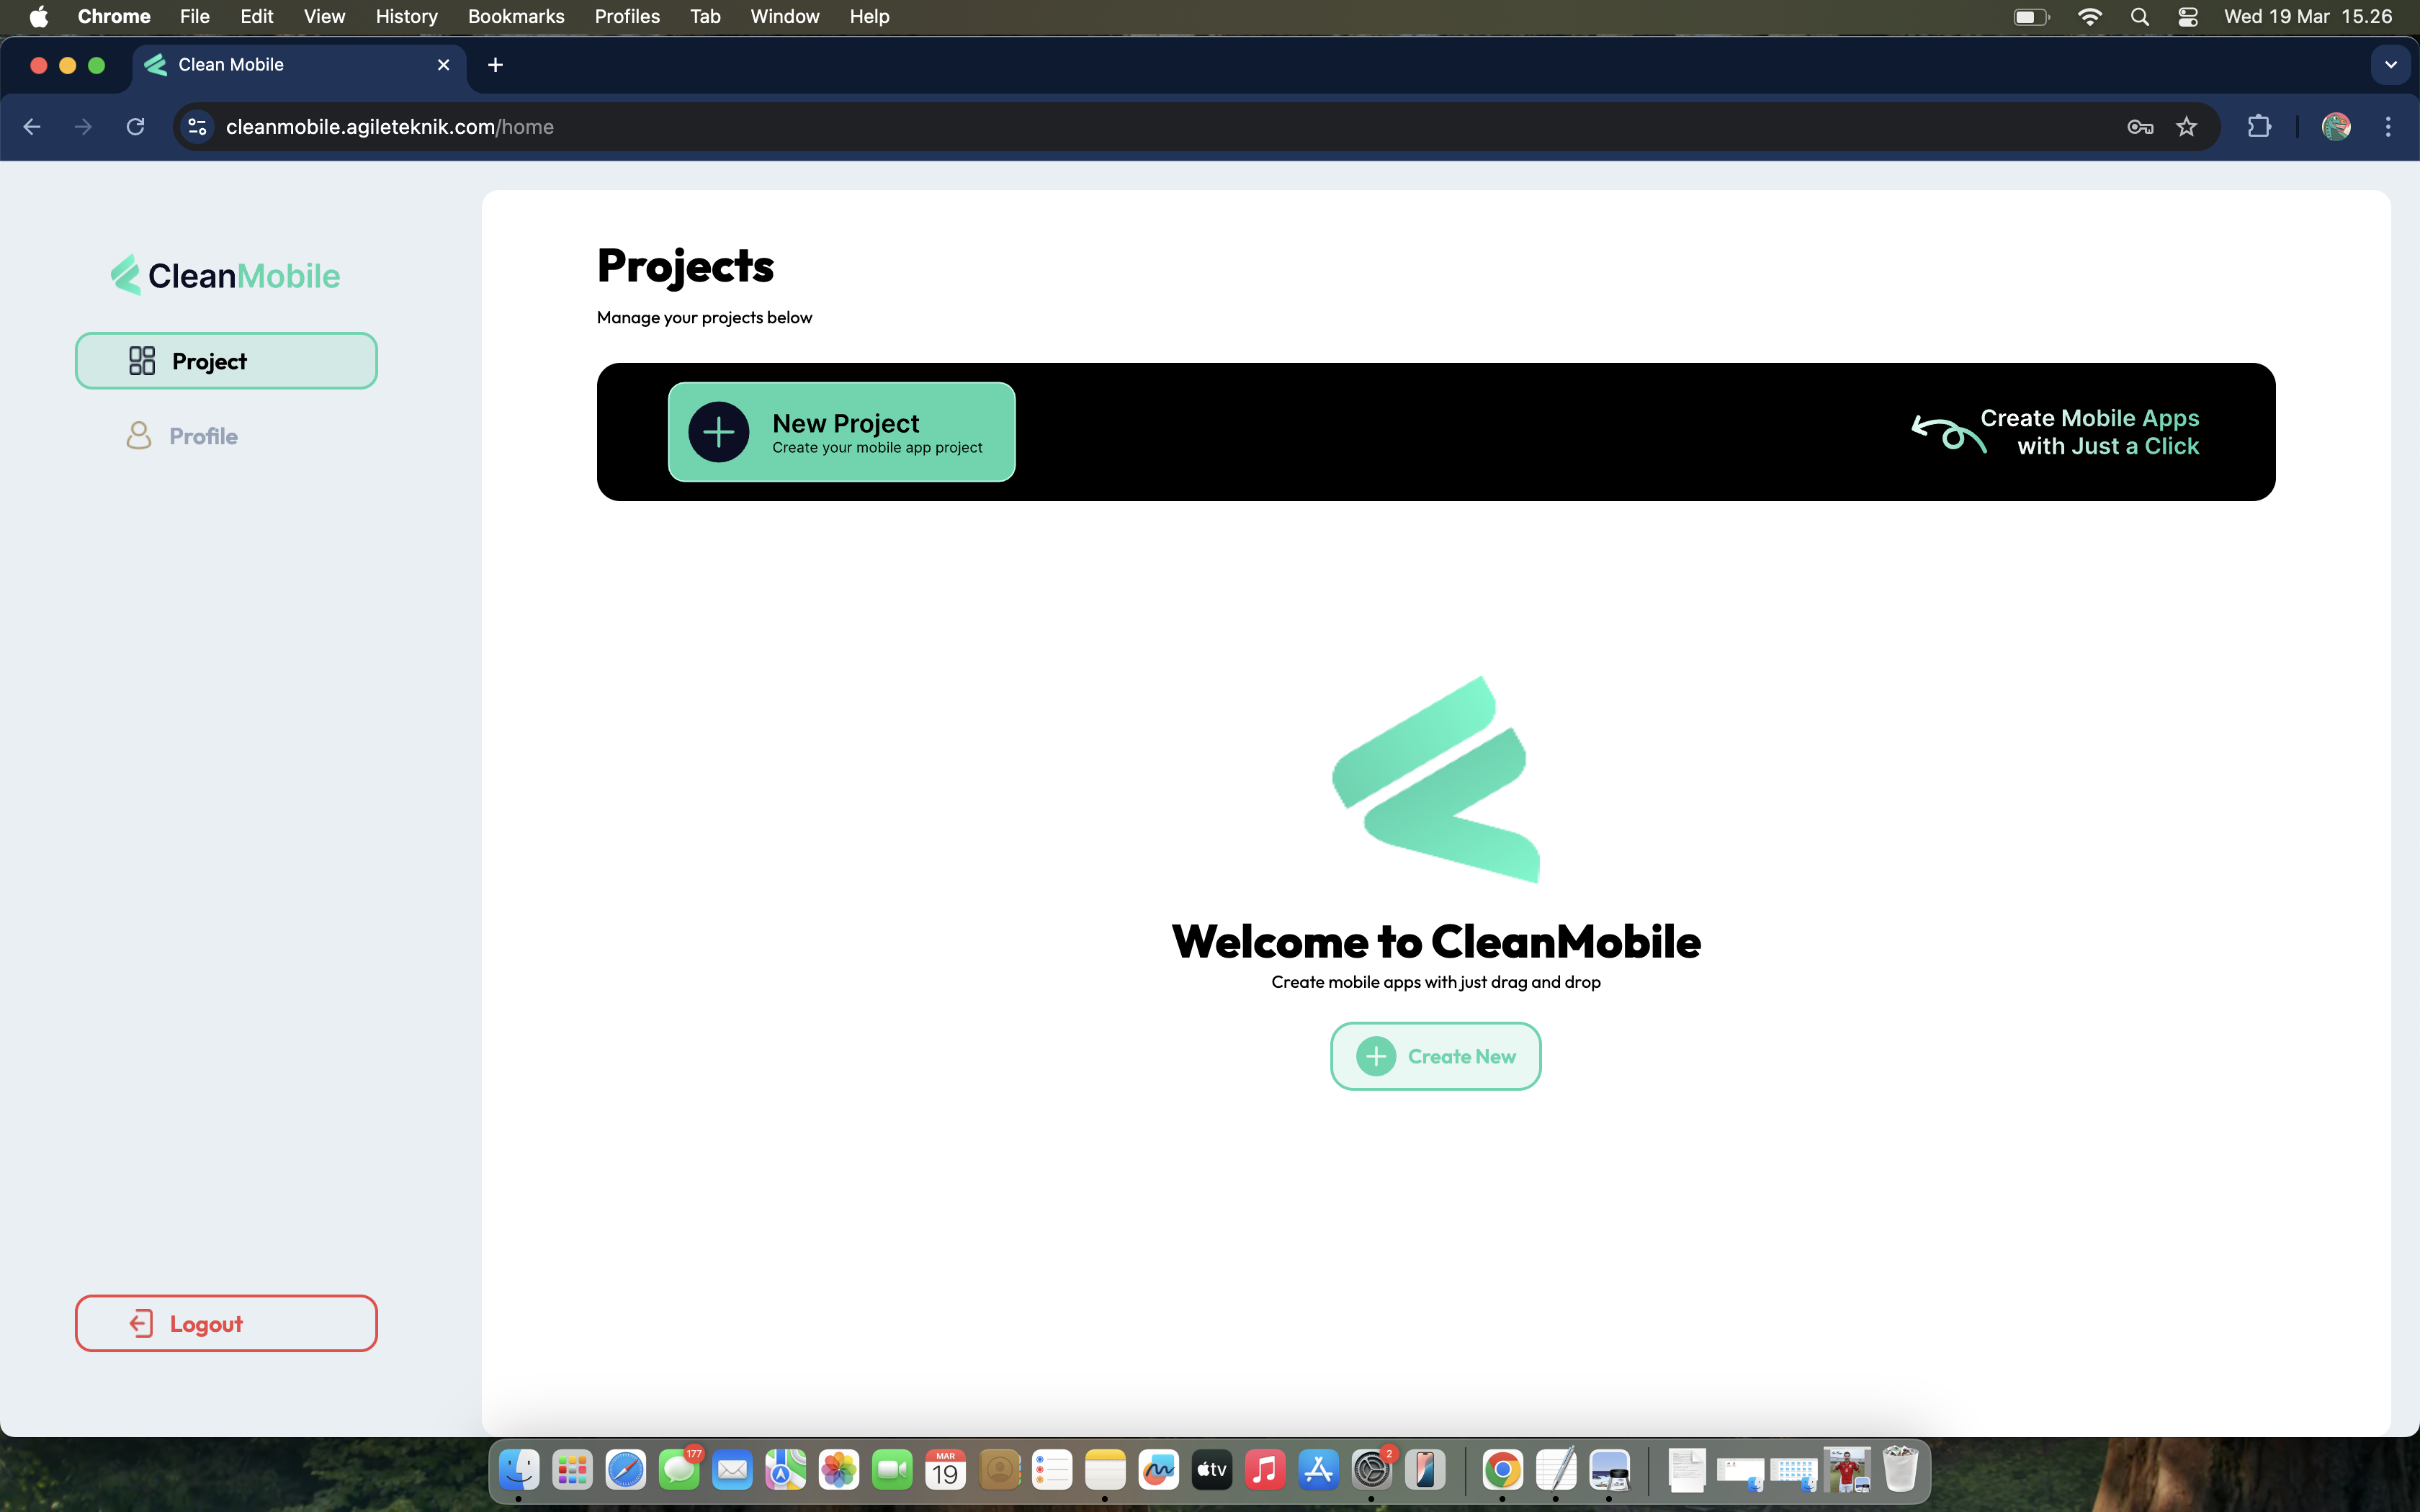 Chrome File Edit View History Bookmarks Profiles Tab Window Help Wed 19 Mar 15.26
Clean Mobile
cleanmobile.agileteknik.com/home
CleanMobile
Project
Profile
Logout
Projects
Manage your projects below
New Project
Create your mobile app project
Create Mobile Apps
with Just a Click
Welcome to CleanMobile
Create mobile apps with just drag and drop
Create New
177
MAR
19
tv
2